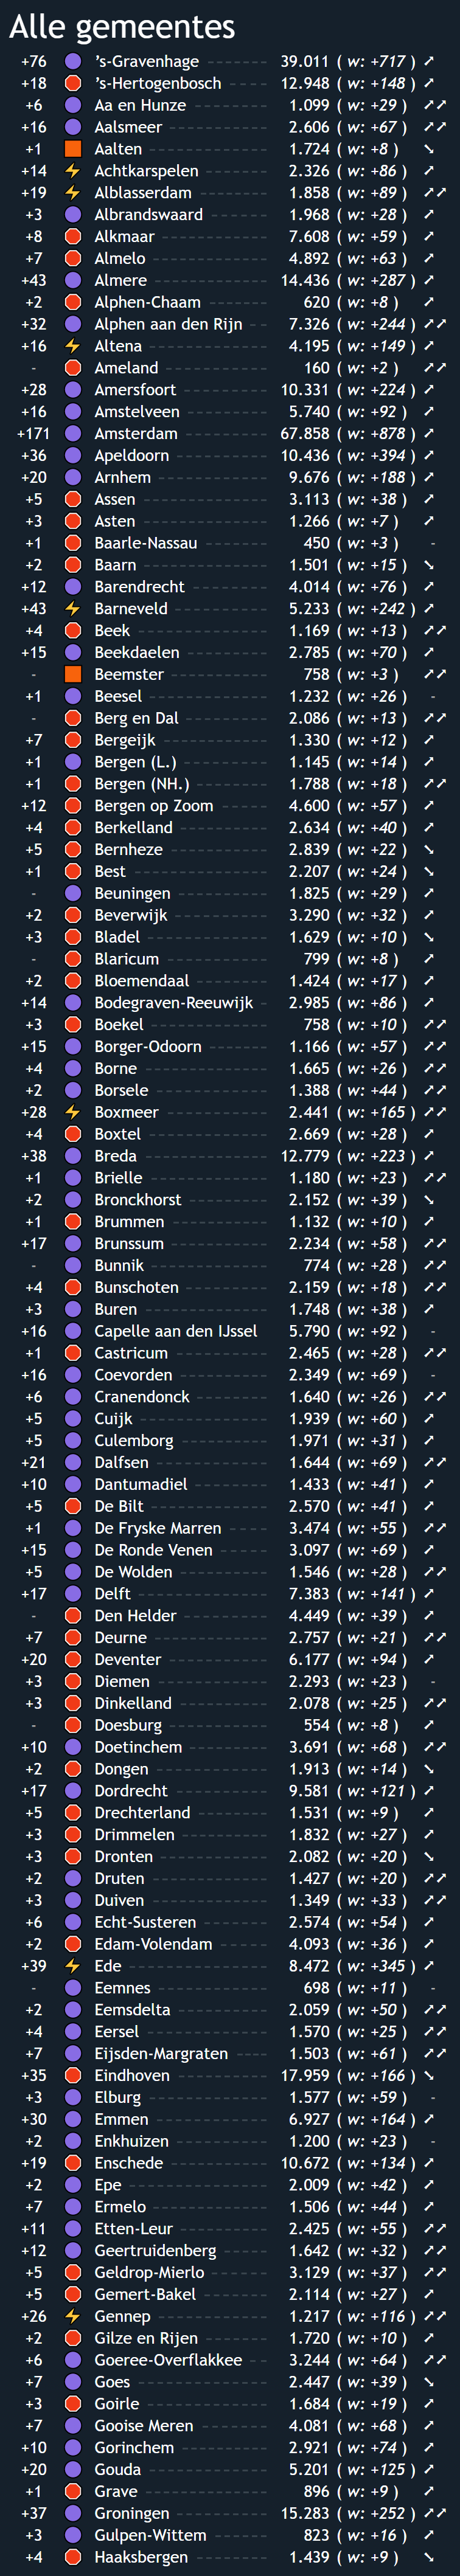 Alle gemeentes
+76 ’s-Gravenhage 39.011 ( w: +717 ) ➚
+18 ’s-Hertogenbosch 12.948 ( w: +148 ) ➚
+6 Aa en Hunze 1.099 ( w: +29 ) ➚➚
+16 Aalsmeer 2.606 ( w: +67 ) ➚➚
+1 Aalten 1.724 ( w: +8 ) ➘
+14 Achtkarspelen 2.326 ( w: +86 ) ➚
+19 Alblasserdam 1.858 ( w: +89 ) ➚➚
+3 Albrandswaard 1.968 ( w: +28 ) ➚
+8 Alkmaar 7.608 ( w: +59 ) ➚
+7 Almelo 4.892 ( w: +63 ) ➚
+43 Almere 14.436 ( w: +287 ) ➚
+2 Alphen-Chaam 620 ( w: +8 ) ➚
+32 Alphen aan den Rijn 7.326 ( w: +244 ) ➚➚
+16 Altena 4.195 ( w: +149 ) ➚
- Ameland 160 ( w: +2 ) ➚➚
+28 Amersfoort 10.331 ( w: +224 ) ➚
+16 Amstelveen 5.740 ( w: +92 ) ➚
+171 Amsterdam 67.858 ( w: +878 ) ➚
+36 Apeldoorn 10.436 ( w: +394 ) ➚
+20 Arnhem 9.676 ( w: +188 ) ➚
+5 Assen 3.113 ( w: +38 ) ➚
+3 Asten 1.266 ( w: +7 ) ➚
+1 Baarle-Nassau 450 ( w: +3 ) -
+2 Baarn 1.501 ( w: +15 ) ➘
+12 Barendrecht 4.014 ( w: +76 ) ➚
+43 Barneveld 5.233 ( w: +242 ) ➚
+4 Beek 1.169 ( w: +13 ) ➚➚
+15 Beekdaelen 2.785 ( w: +70 ) ➚
- Beemster 758 ( w: +3 ) ➚➚
+1 Beesel 1.232 ( w: +26 ) -
- Berg en Dal 2.086 ( w: +13 ) ➚➚
+7 Bergeijk 1.330 ( w: +12 ) ➚
+1 Bergen (L.) 1.145 ( w: +14 ) ➚
+1 Bergen (NH.) 1.788 ( w: +18 ) ➚➚
+12 Bergen op Zoom 4.600 ( w: +57 ) ➚
+4 Berkelland 2.634 ( w: +40 ) ➚
+5 Bernheze 2.839 ( w: +22 ) ➘
+1 Best 2.207 ( w: +24 ) ➘
- Beuningen 1.825 ( w: +29 ) ➚
+2 Beverwijk 3.290 ( w: +32 ) ➚
+3 Bladel 1.629 ( w: +10 ) ➘
- Blaricum 799 ( w: +8 ) ➚
+2 Bloemendaal 1.424 ( w: +17 ) ➚
+14 Bodegraven-Reeuwijk 2.985 ( w: +86 ) ➚
+3 Boekel 758 ( w: +10 ) ➚➚
+15 Borger-Odoorn 1.166 ( w: +57 ) ➚➚
+4 Borne 1.665 ( w: +26 ) ➚➚
+2 Borsele 1.388 ( w: +44 ) ➚➚
+28 Boxmeer 2.441 ( w: +165 ) ➚➚
+4 Boxtel 2.669 ( w: +28 ) ➚
+38 Breda 12.779 ( w: +223 ) ➚
+1 Brielle 1.180 ( w: +23 ) ➚➚
+2 Bronckhorst 2.152 ( w: +39 ) ➘
+1 Brummen 1.132 ( w: +10 ) ➚
+17 Brunssum 2.234 ( w: +58 ) ➚➚
- Bunnik 774 ( w: +28 ) ➚➚
+4 Bunschoten 2.159 ( w: +18 ) ➚➚
+3 Buren 1.748 ( w: +38 ) ➚
+16 Capelle aan den IJssel 5.790 ( w: +92 ) -
+1 Castricum 2.465 ( w: +28 ) ➚➚
+16 Coevorden 2.349 ( w: +69 ) -
+6 Cranendonck 1.640 ( w: +26 ) ➚➚
+5 Cuijk 1.939 ( w: +60 ) ➚
+5 Culemborg 1.971 ( w: +31 ) ➚
+21 Dalfsen 1.644 ( w: +69 ) ➚➚
+10 Dantumadiel 1.433 ( w: +41 ) ➚
+5 De Bilt 2.570 ( w: +41 ) ➚
+1 De Fryske Marren 3.474 ( w: +55 ) ➚➚
+15 De Ronde Venen 3.097 ( w: +69 ) ➚
+5 De Wolden 1.546 ( w: +28 ) ➚➚
+17 Delft 7.383 ( w: +141 ) ➚
- Den Helder 4.449 ( w: +39 ) ➚
+7 Deurne 2.757 ( w: +21 ) ➚➚
+20 Deventer 6.177 ( w: +94 ) ➚
+3 Diemen 2.293 ( w: +23 ) -
+3 Dinkelland 2.078 ( w: +25 ) ➚➚
- Doesburg 554 ( w: +8 ) ➚
+10 Doetinchem 3.691 ( w: +68 ) ➚➚
+2 Dongen 1.913 ( w: +14 ) ➘
+17 Dordrecht 9.581 ( w: +121 ) ➚
+5 Drechterland 1.531 ( w: +9 ) ➚
+3 Drimmelen 1.832 ( w: +27 ) ➚
+3 Dronten 2.082 ( w: +20 ) ➘
+2 Druten 1.427 ( w: +20 ) ➚➚
+3 Duiven 1.349 ( w: +33 ) ➚➚
+6 Echt-Susteren 2.574 ( w: +54 ) ➚
+2 Edam-Volendam 4.093 ( w: +36 ) ➚
+39 Ede 8.472 ( w: +345 ) ➚
- Eemnes 698 ( w: +11 ) -
+2 Eemsdelta 2.059 ( w: +50 ) ➚➚
+4 Eersel 1.570 ( w: +25 ) ➚➚
+7 Eijsden-Margraten 1.503 ( w: +61 ) ➚➚
+35 Eindhoven 17.959 ( w: +166 ) ➘
+3 Elburg 1.577 ( w: +59 ) -
+30 Emmen 6.927 ( w: +164 ) ➚
+2 Enkhuizen 1.200 ( w: +23 ) -
+19 Enschede 10.672 ( w: +134 ) ➚
+2 Epe 2.009 ( w: +42 ) ➚
+7 Ermelo 1.506 ( w: +44 ) ➚
+11 Etten-Leur 2.425 ( w: +55 ) ➚➚
+12 Geertruidenberg 1.642 ( w: +32 ) ➚➚
+5 Geldrop-Mierlo 3.129 ( w: +37 ) ➚➚
+5 Gemert-Bakel 2.114 ( w: +27 ) ➚
+26 Gennep 1.217 ( w: +116 ) ➚➚
+2 Gilze en Rijen 1.720 ( w: +10 ) ➚
+6 Goeree-Overflakkee 3.244 ( w: +64 ) ➚➚
+7 Goes 2.447 ( w: +39 ) ➘
+3 Goirle 1.684 ( w: +19 ) ➚
+7 Gooise Meren 4.081 ( w: +68 ) ➚
+10 Gorinchem 2.921 ( w: +74 ) ➚
+20 Gouda 5.201 ( w: +125 ) ➚
+1 Grave 896 ( w: +9 ) ➚
+37 Groningen 15.283 ( w: +252 ) ➚➚
+3 Gulpen-Wittem 823 ( w: +16 ) ➚
+4 Haaksbergen 1.439 ( w: +9 ) ➘